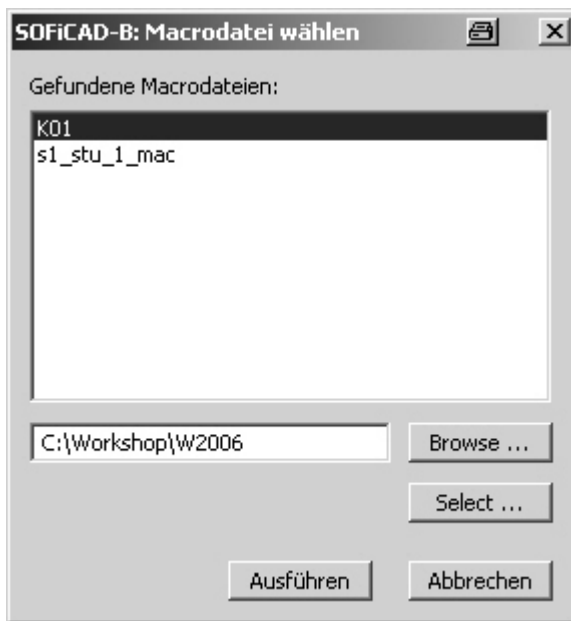 SOFiCAD-B: Macrodatei wählen
Gefundene Macrodateien:
K01
s1_stu_1_mac
C:\Workshop\W2006
Browse ...
Select ...
Ausführen
Abbrechen